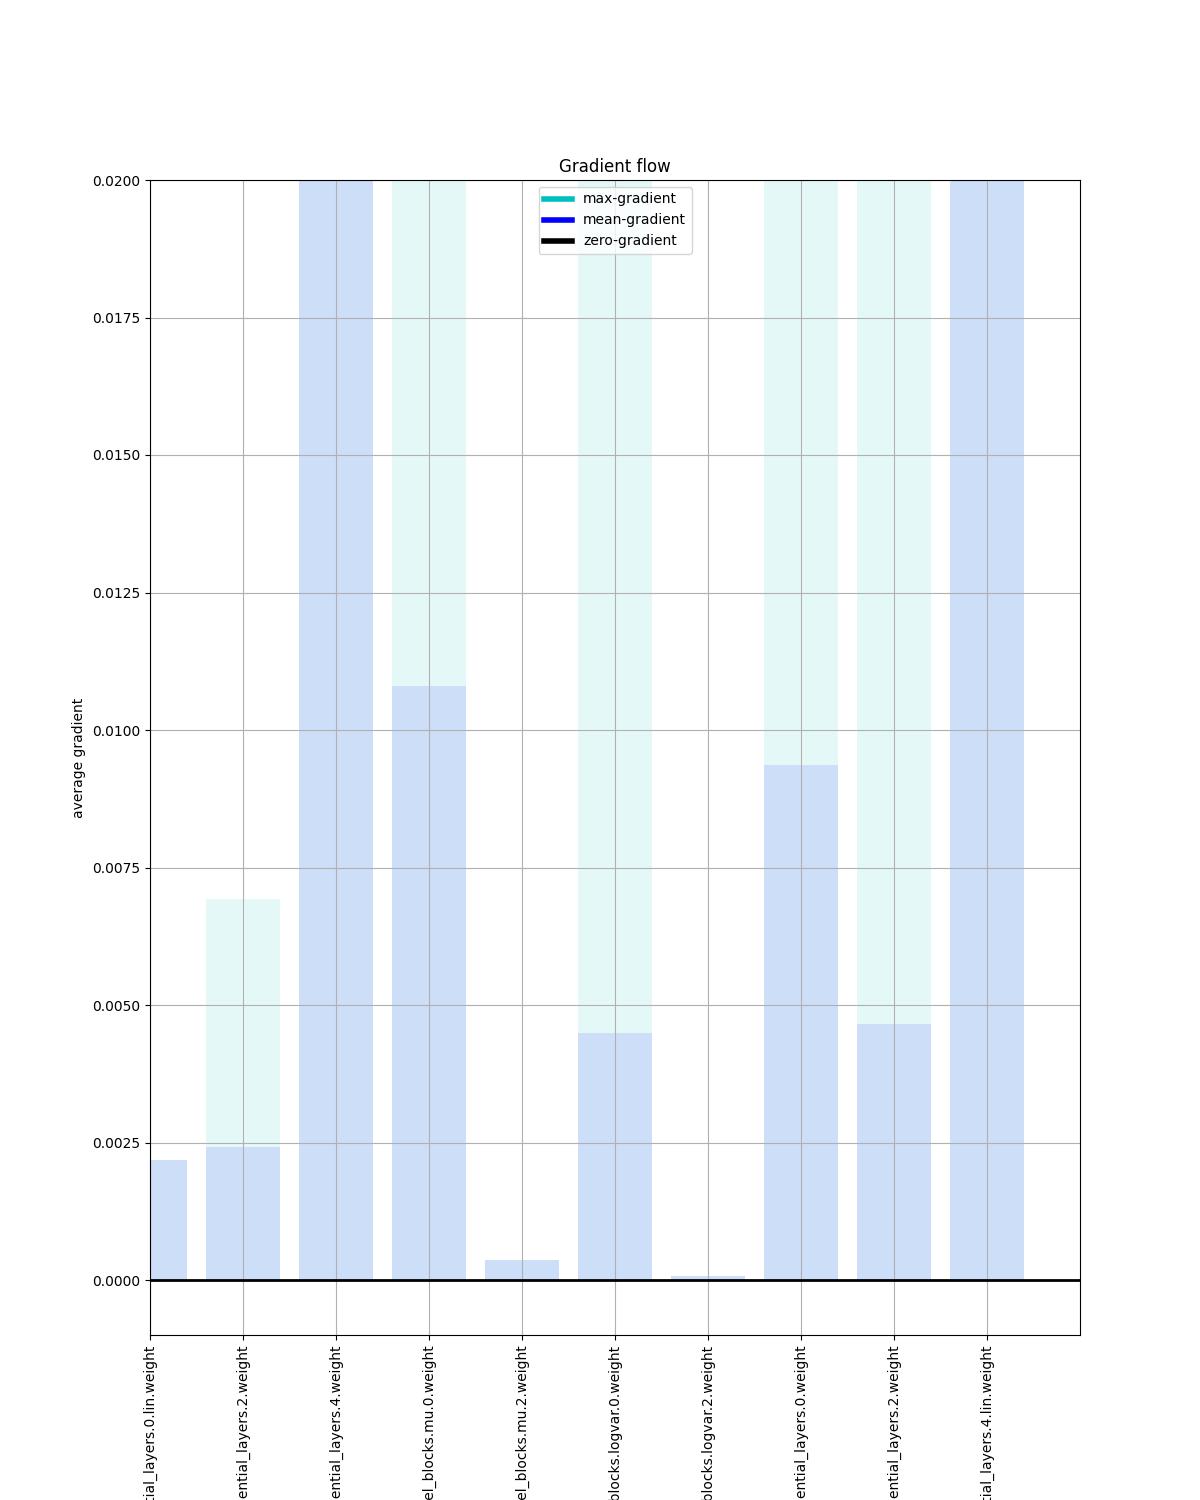 Gradient flow
max-gradient
mean-gradient
zero-gradient
0.0200
0.0175
0.0150
0.0125
0.0100
0.0075
0.0050
0.0025
0.0000
average gradient
tial_layers.0.lin.weight
ential_layers.2.weight
ential_layers.4.weight
el_blocks.mu.0.weight
el_blocks.mu.2.weight
blocks.logvar.0.weight
blocks.logvar.2.weight
ential_layers.0.weight
ential_layers.2.weight
tial_layers.4.lin.weight